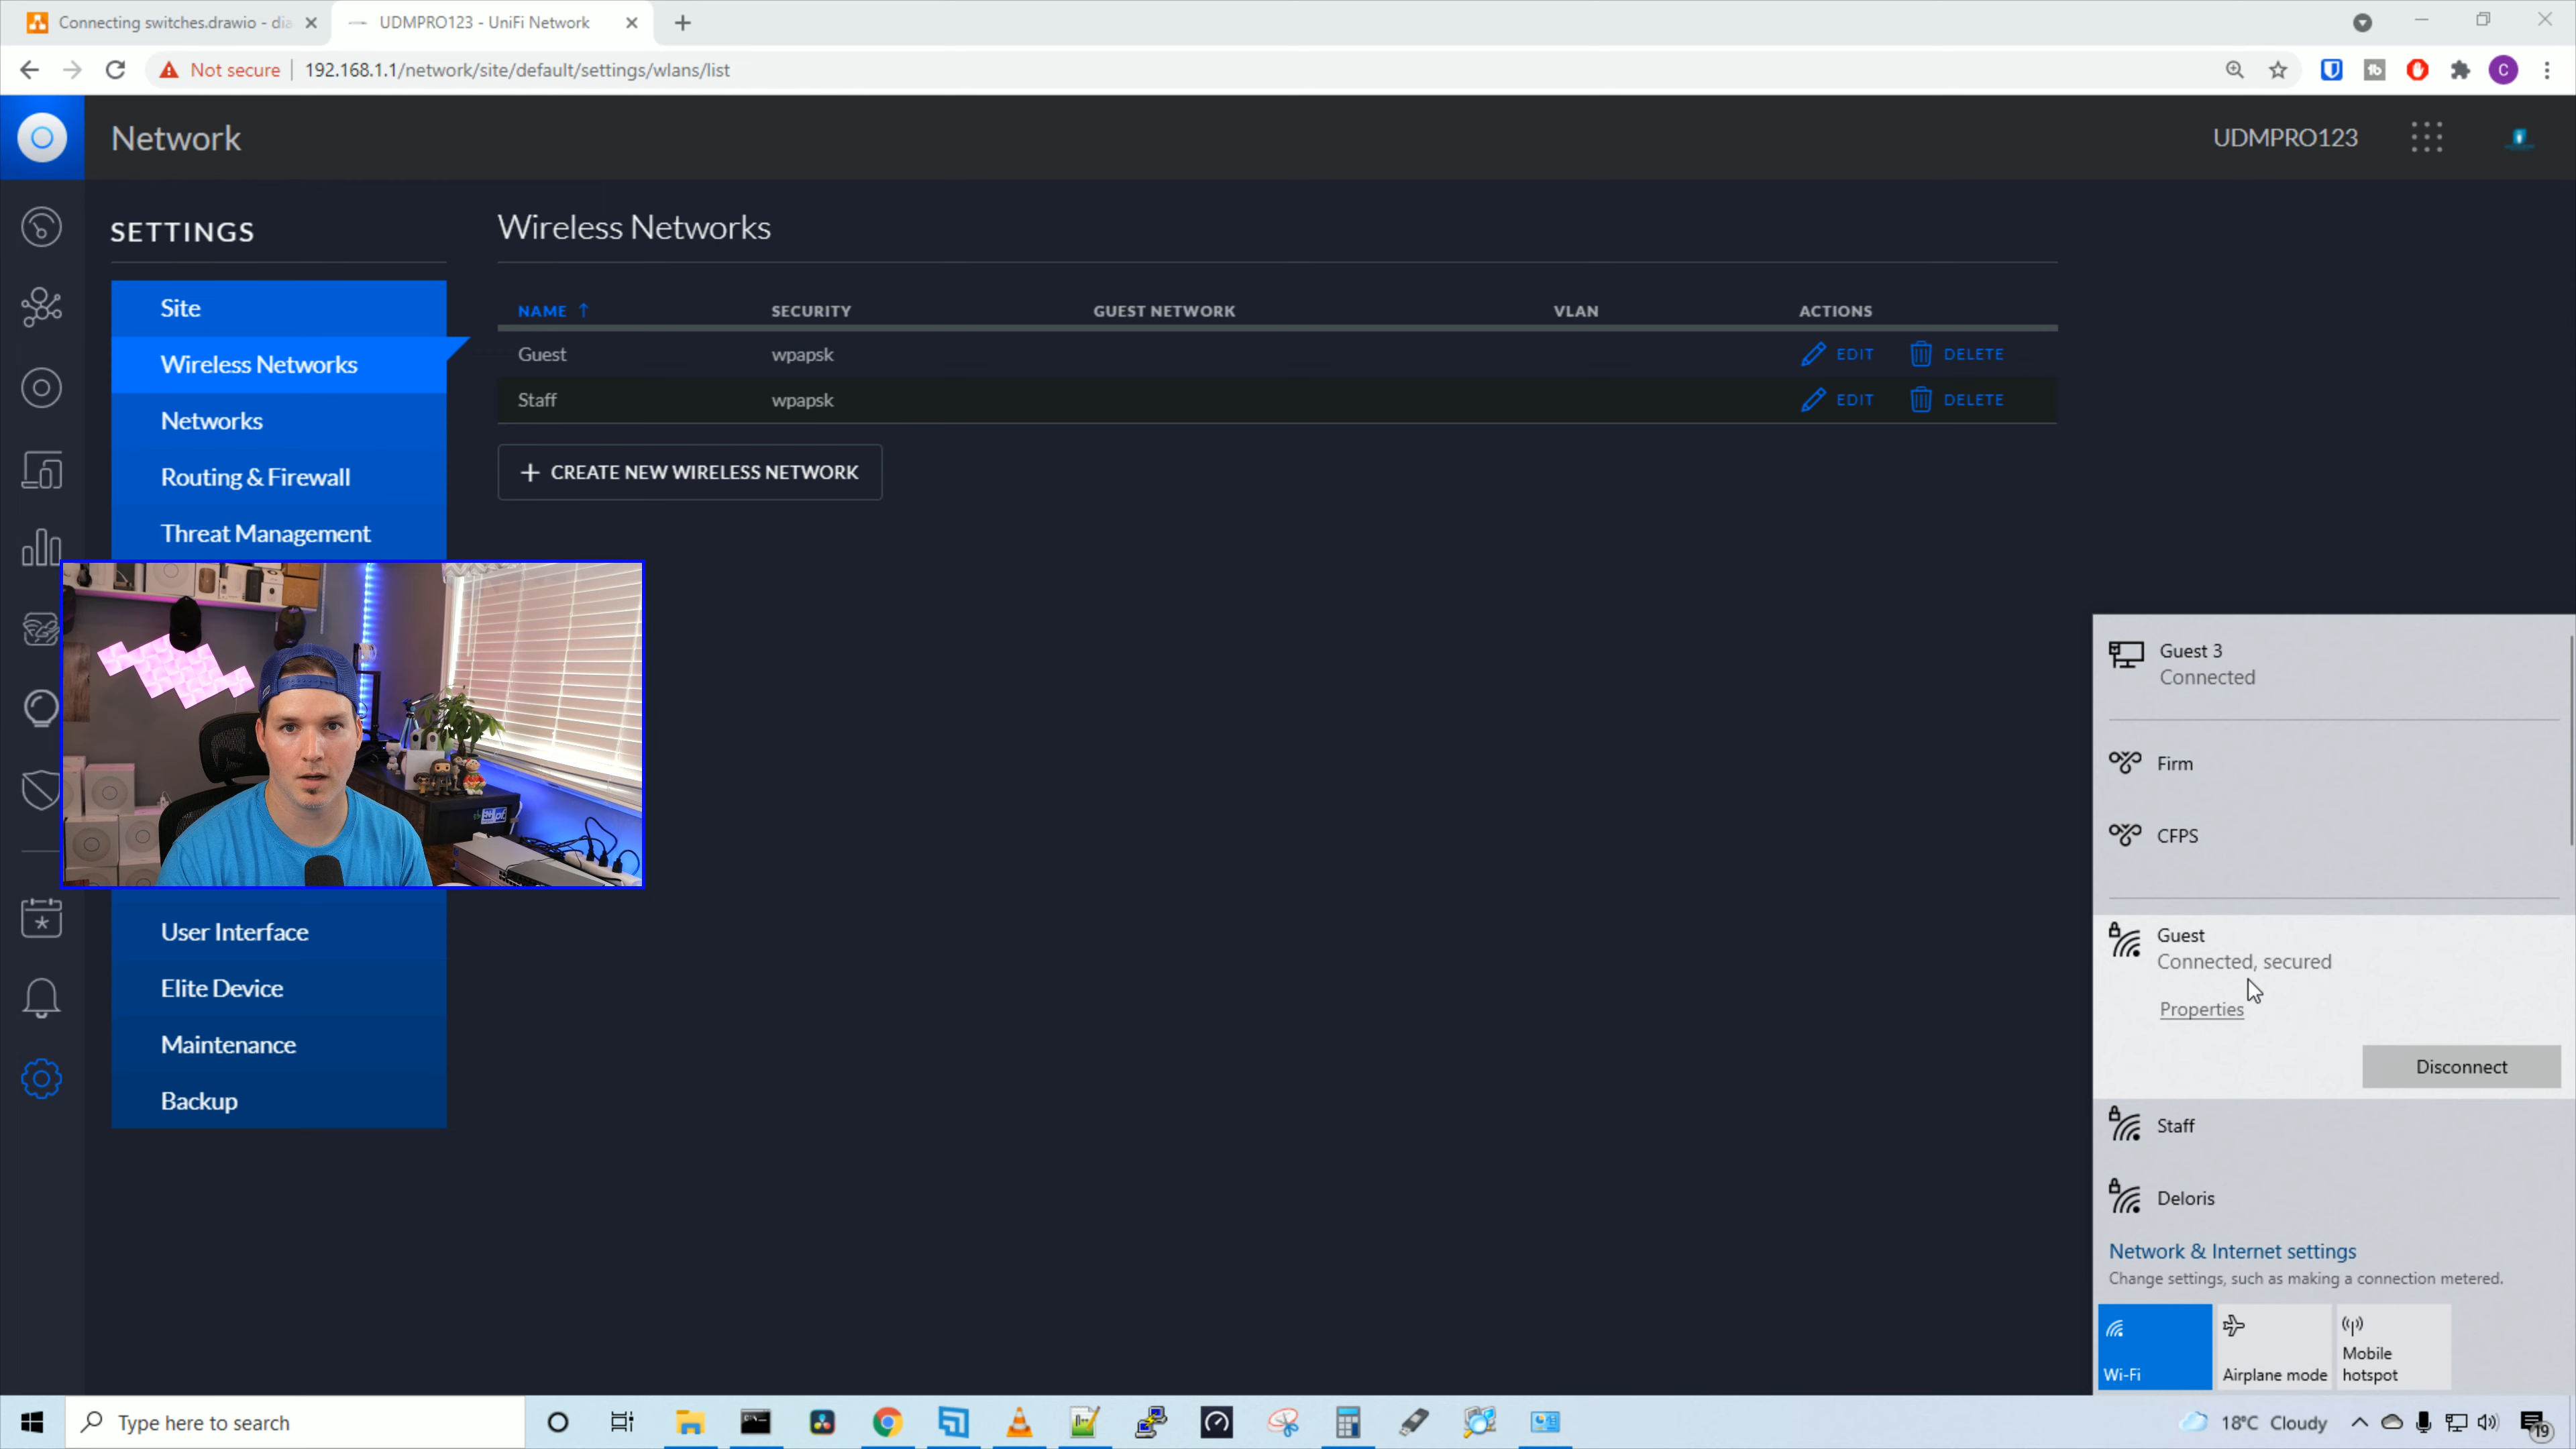 Connecting switches.drawio - dia
UDMPRO123 - UniFi Network
Not secure
192.168.1.1/network/site/default/settings/wlans/list
C
Network
UDMPRO123
SETTINGS
Site
Wireless Networks
Networks
Routing & Firewall
Threat Management
User Interface
Elite Device
Maintenance
Backup
Wireless Networks
NAME ↑ SECURITY GUEST NETWORK VLAN ACTIONS
Guest wpapsk EDIT DELETE
Staff wpapsk EDIT DELETE
+ CREATE NEW WIRELESS NETWORK
Guest 3
Connected
Firm
CFPS
Guest
Connected, secured
Properties
Disconnect
Staff
Deloris
Network & Internet settings
Change settings, such as making a connection metered.
Wi-Fi
Airplane mode
Mobile
hotspot
Type here to search
18°C Cloudy
19